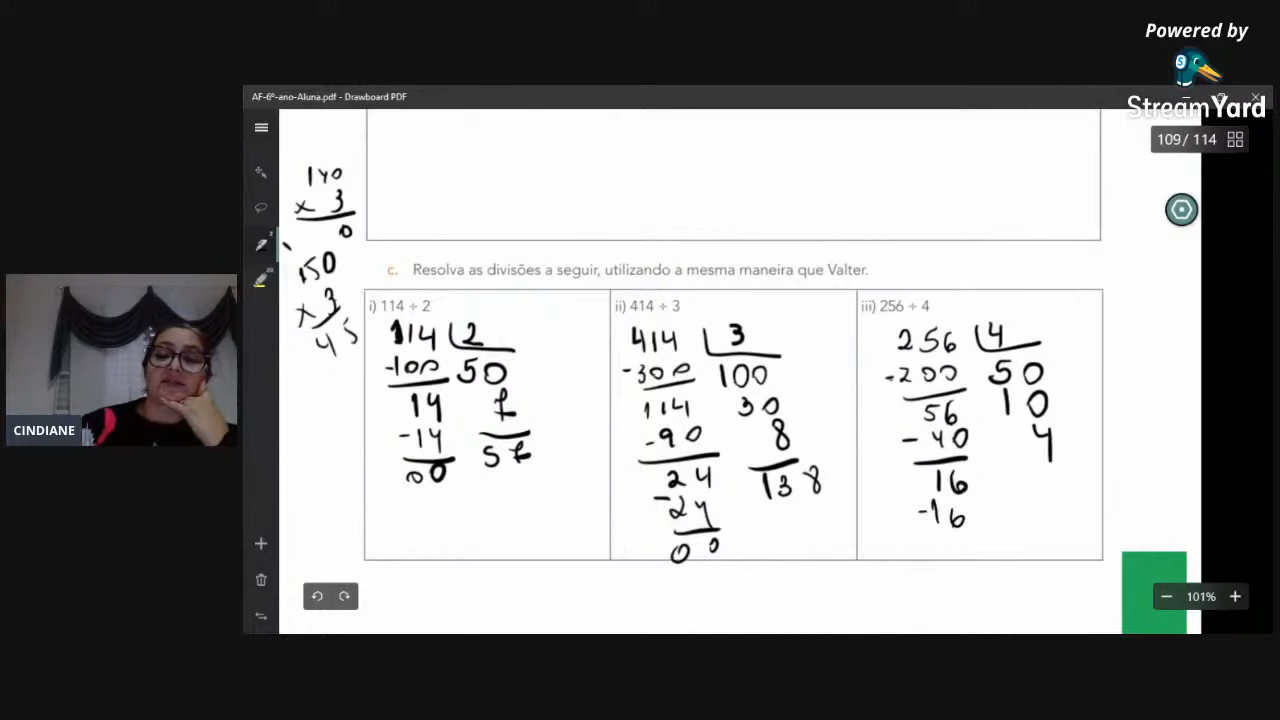 Powered by
StreamYard
AF-6º-ano-Aluna.pdf - Drawboard PDF
109 / 114
140
x 3
0
150
x 3
45
c. Resolva as divisões a seguir, utilizando a mesma maneira que Valter.
i) 114 ÷ 2
114 2
-100 50
14 7
-14 57
00
ii) 414 ÷ 3
414 3
-300 100
114 30
-90 8
24 138
-24
00
iii) 256 ÷ 4
256 4
-200 50
56 10
-40 4
16
-16
CINDIANE
101%